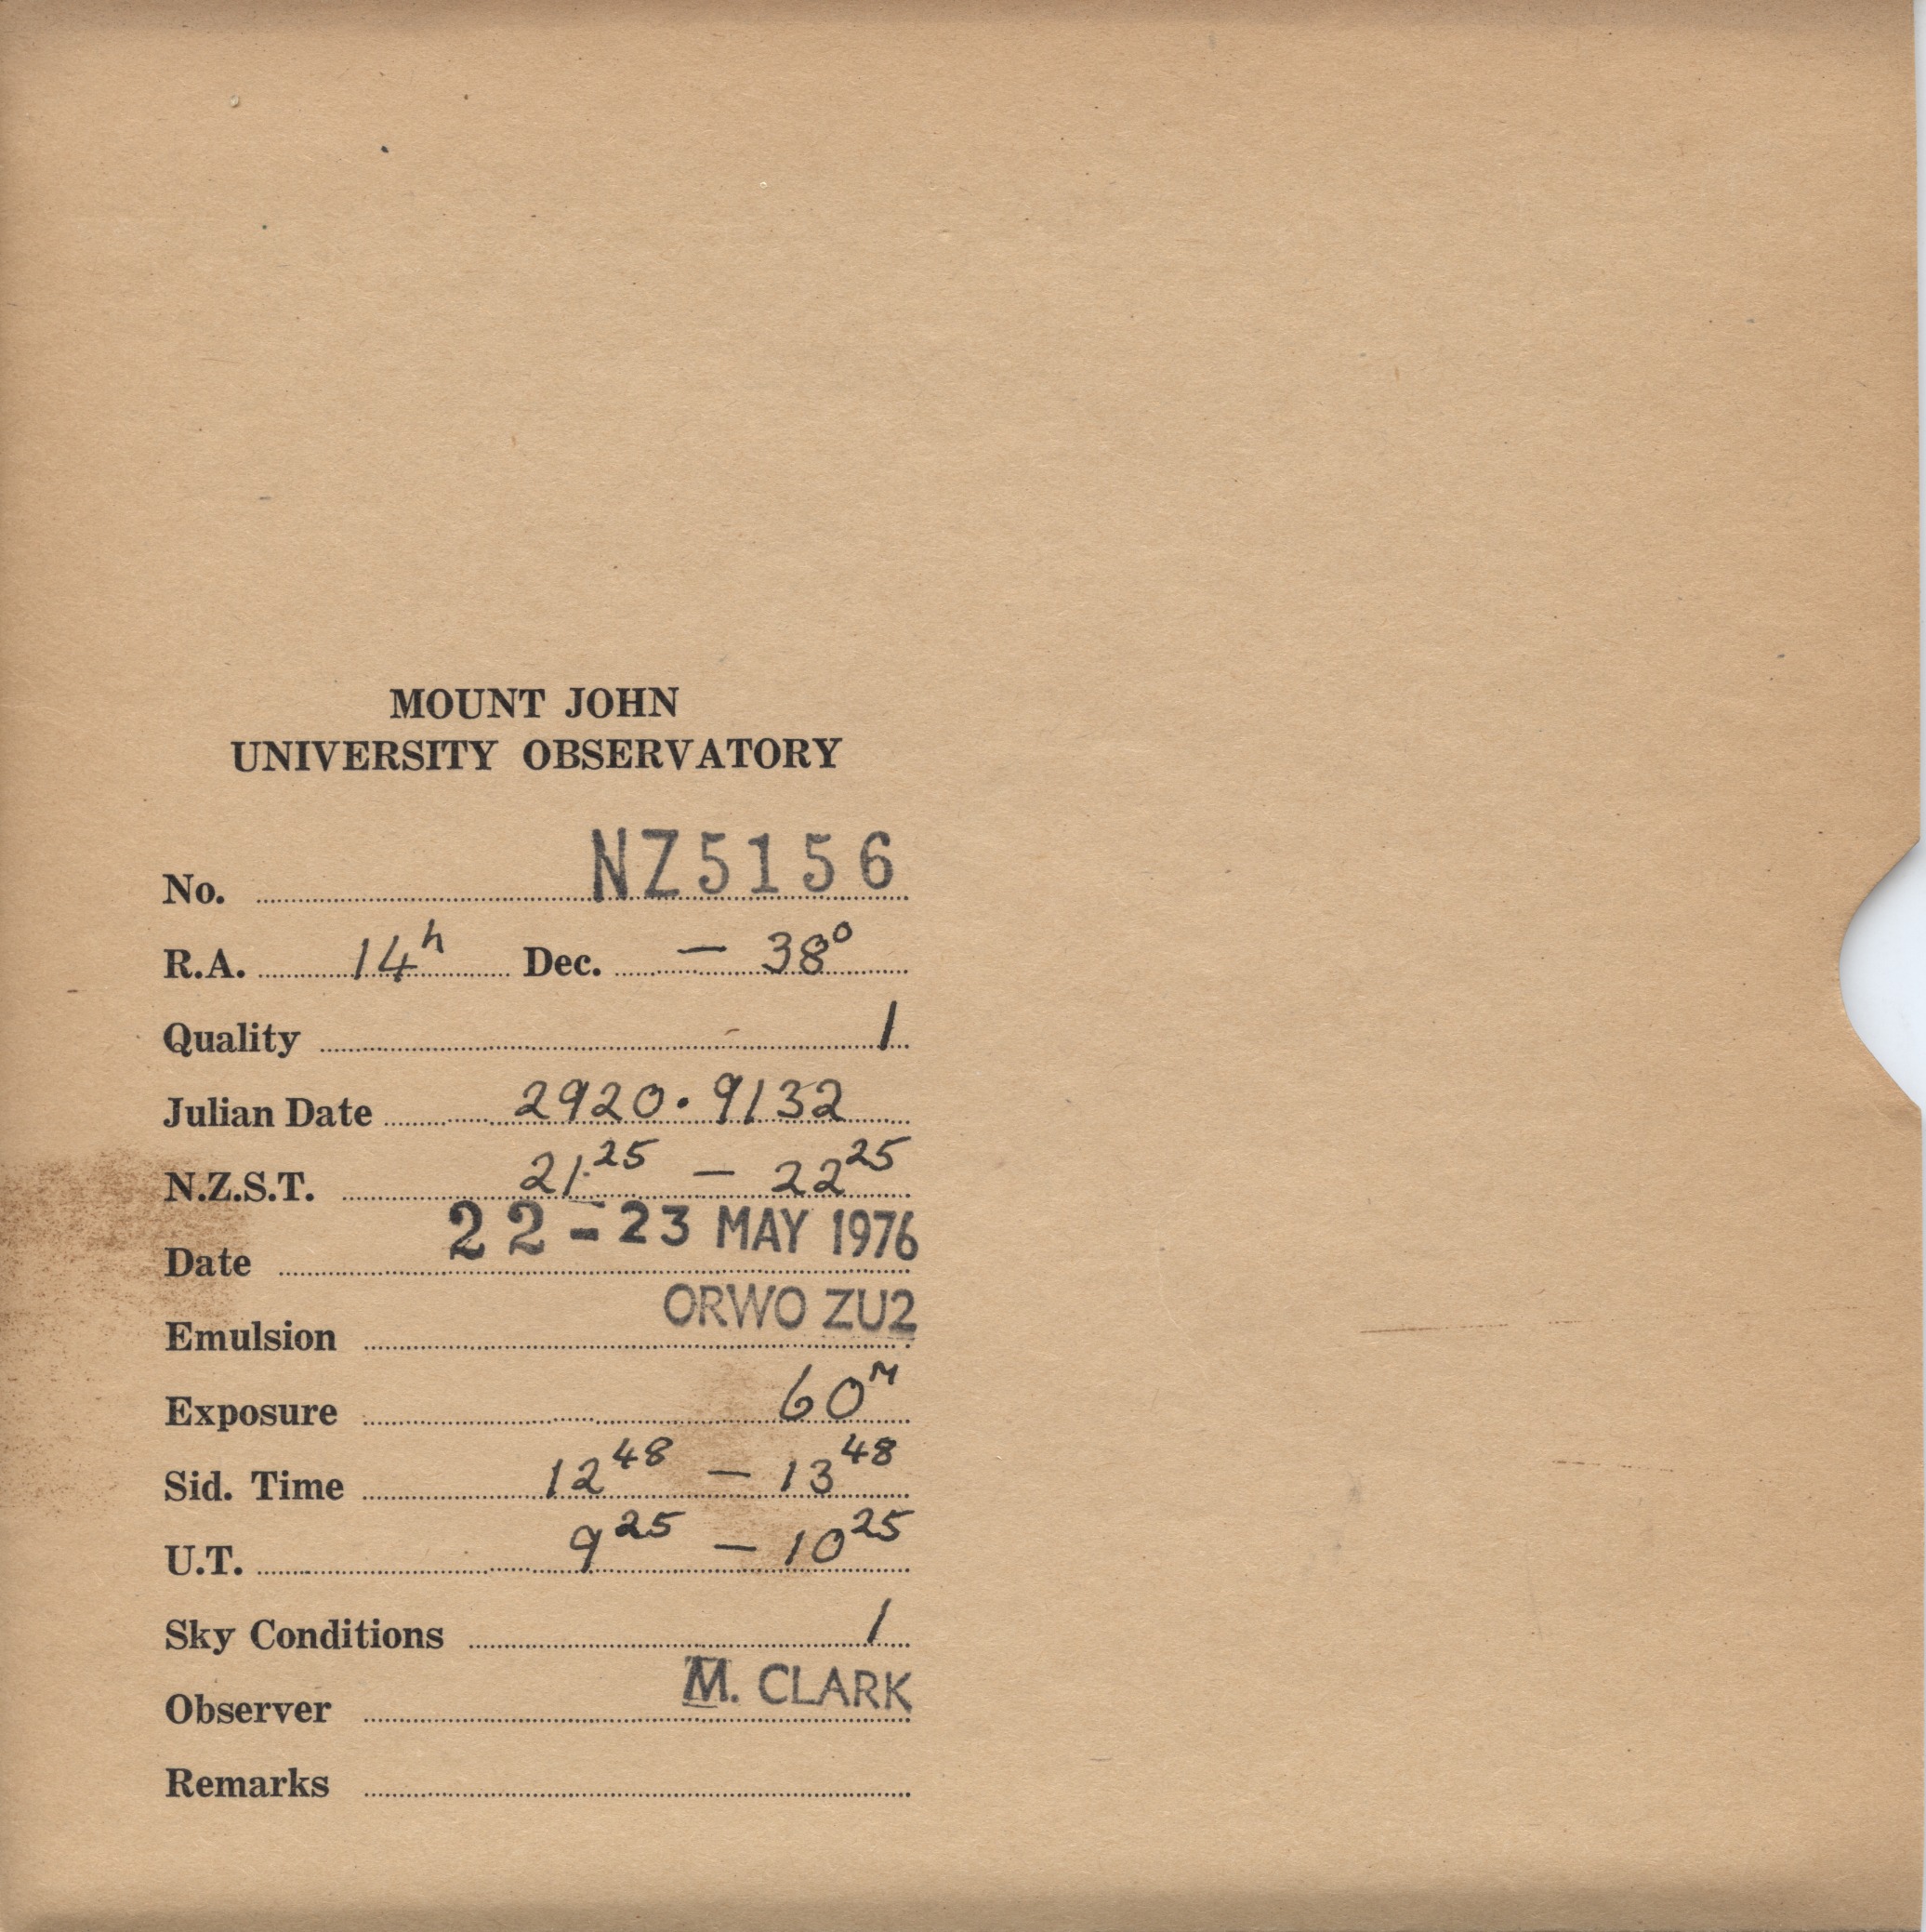 MOUNT JOHN
UNIVERSITY OBSERVATORY
No. NZ5156
R.A. 14h Dec. - 38°
Quality 1
Julian Date 2920.9132
N.Z.S.T. 21 25 - 22 25
Date 22-23 MAY 1976
Emulsion ORWO ZU2
Exposure 60M
Sid. Time 12 48 - 13 48
U.T. 9 25 - 10 25
Sky Conditions 1
Observer M. CLARK
Remarks